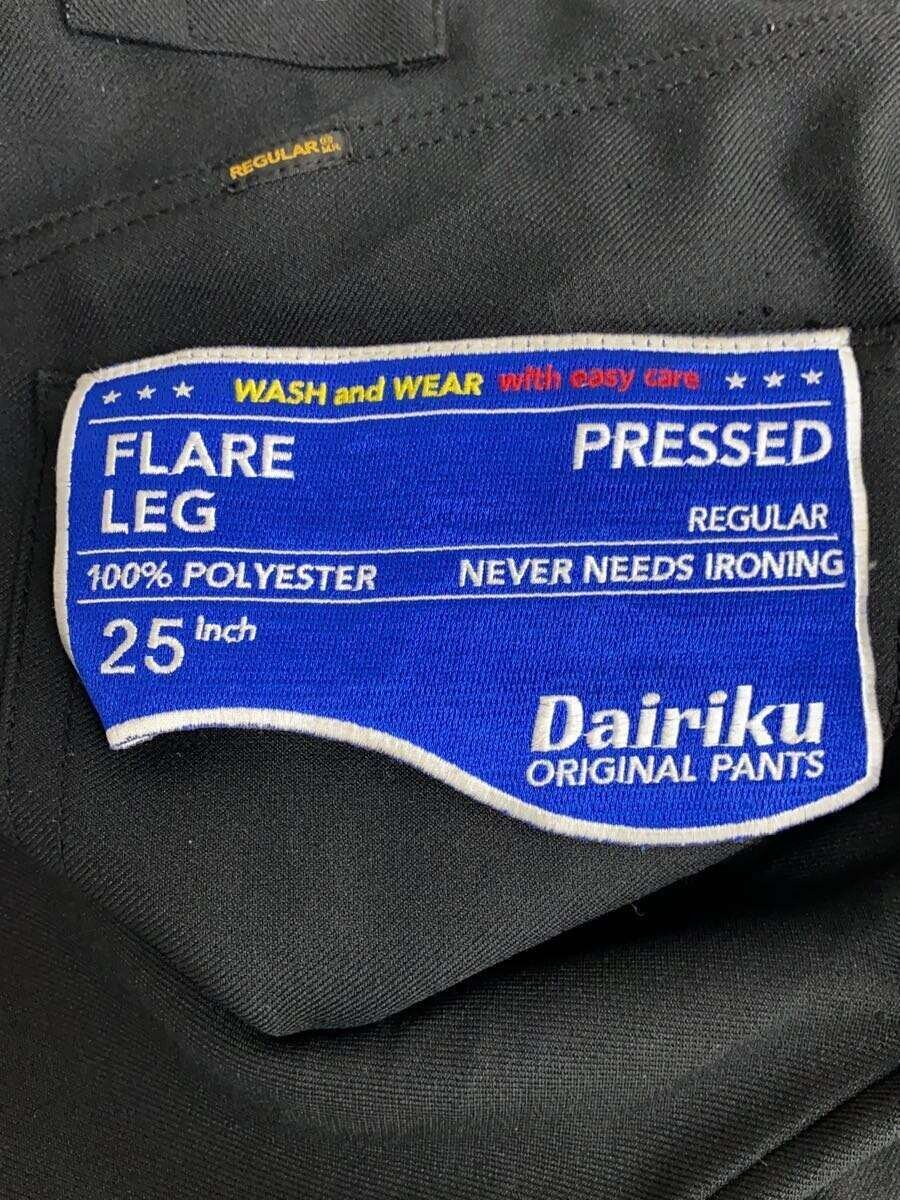 REGULAR
WASH and WEAR with easy care
FLARE LEG
PRESSED
REGULAR
100% POLYESTER
NEVER NEEDS IRONING
25 Inch
Dairiku
ORIGINAL PANTS